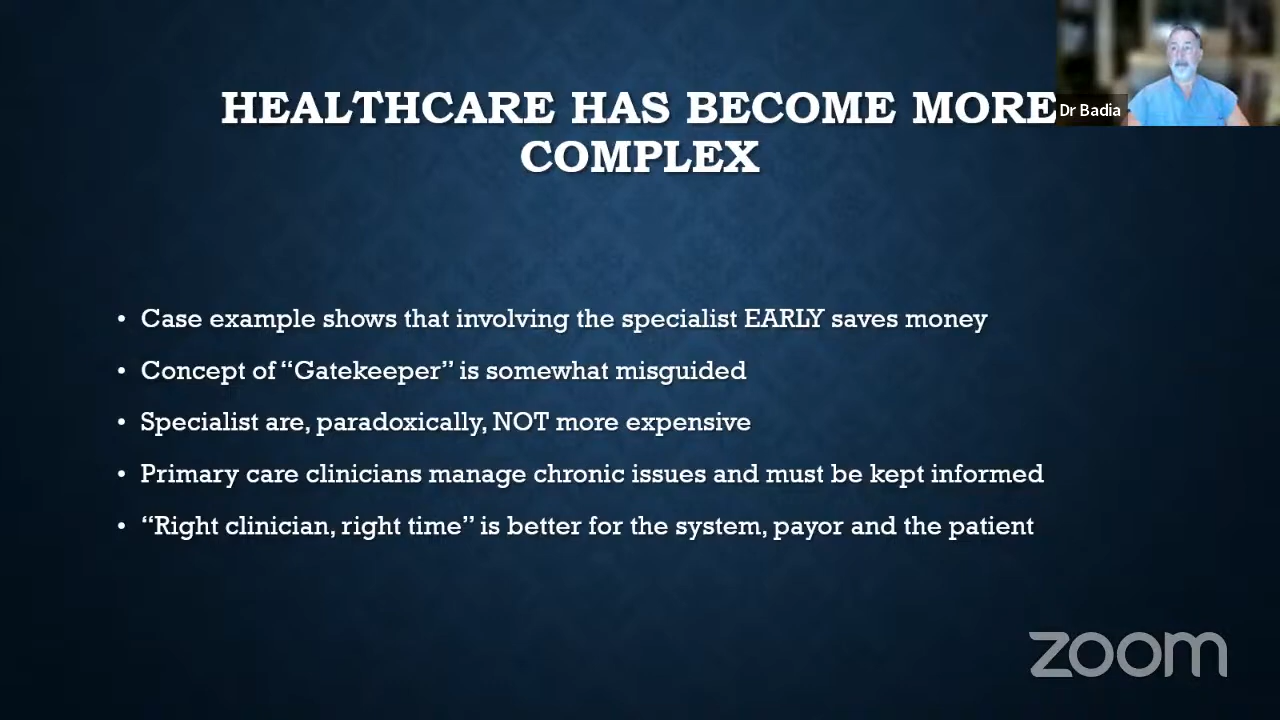 HEALTHCARE HAS BECOME MORE
COMPLEX
Dr Badia
• Case example shows that involving the specialist EARLY saves money
• Concept of “Gatekeeper” is somewhat misguided
• Specialist are, paradoxically, NOT more expensive
• Primary care clinicians manage chronic issues and must be kept informed
• “Right clinician, right time” is better for the system, payor and the patient
zoom